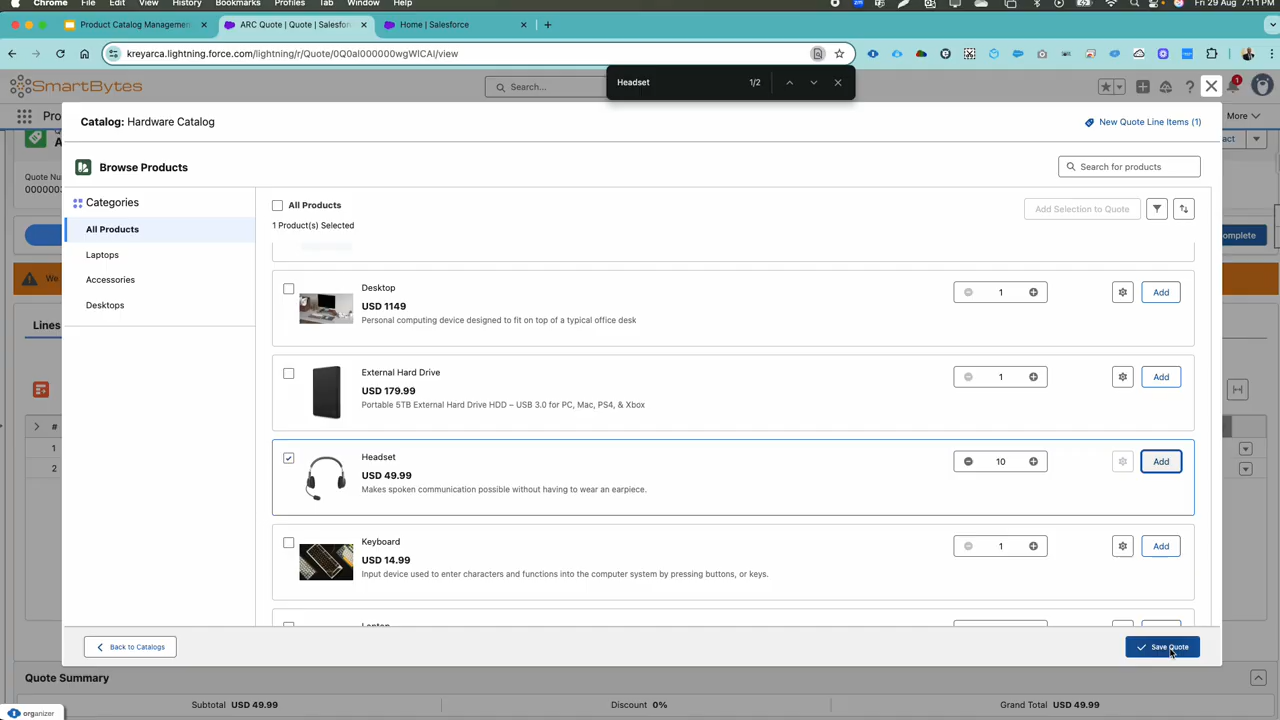 Chrome File Edit View History Bookmarks Profiles Tab Window Help Fri 29 Aug 7:11 PM
Product Catalog Managemen ARC Quote | Quote | Salesfor Home | Salesforce
kreyarca.lightning.force.com/lightning/r/Quote/0Q0al000000wgWlCAI/view
SmartBytes Search... Headset 1/2 1
Pro More
Catalog: Hardware Catalog New Quote Line Items (1)
Quote Num
Browse Products Search for products
Categories All Products Add Selection to Quote
1 Product(s) Selected
All Products
Laptops
Accessories
Desktops
omplete
We
Lines
#
1
2
Desktop
USD 1149
Personal computing device designed to fit on top of a typical office desk
1 Add
External Hard Drive
USD 179.99
Portable 5TB External Hard Drive HDD – USB 3.0 for PC, Mac, PS4, & Xbox
1 Add
Headset
USD 49.99
Makes spoken communication possible without having to wear an earpiece.
10 Add
Keyboard
USD 14.99
Input device used to enter characters and functions into the computer system by pressing buttons, or keys.
1 Add
Back to Catalogs Save Quote
Quote Summary
Subtotal USD 49.99 Discount 0% Grand Total USD 49.99
organizer